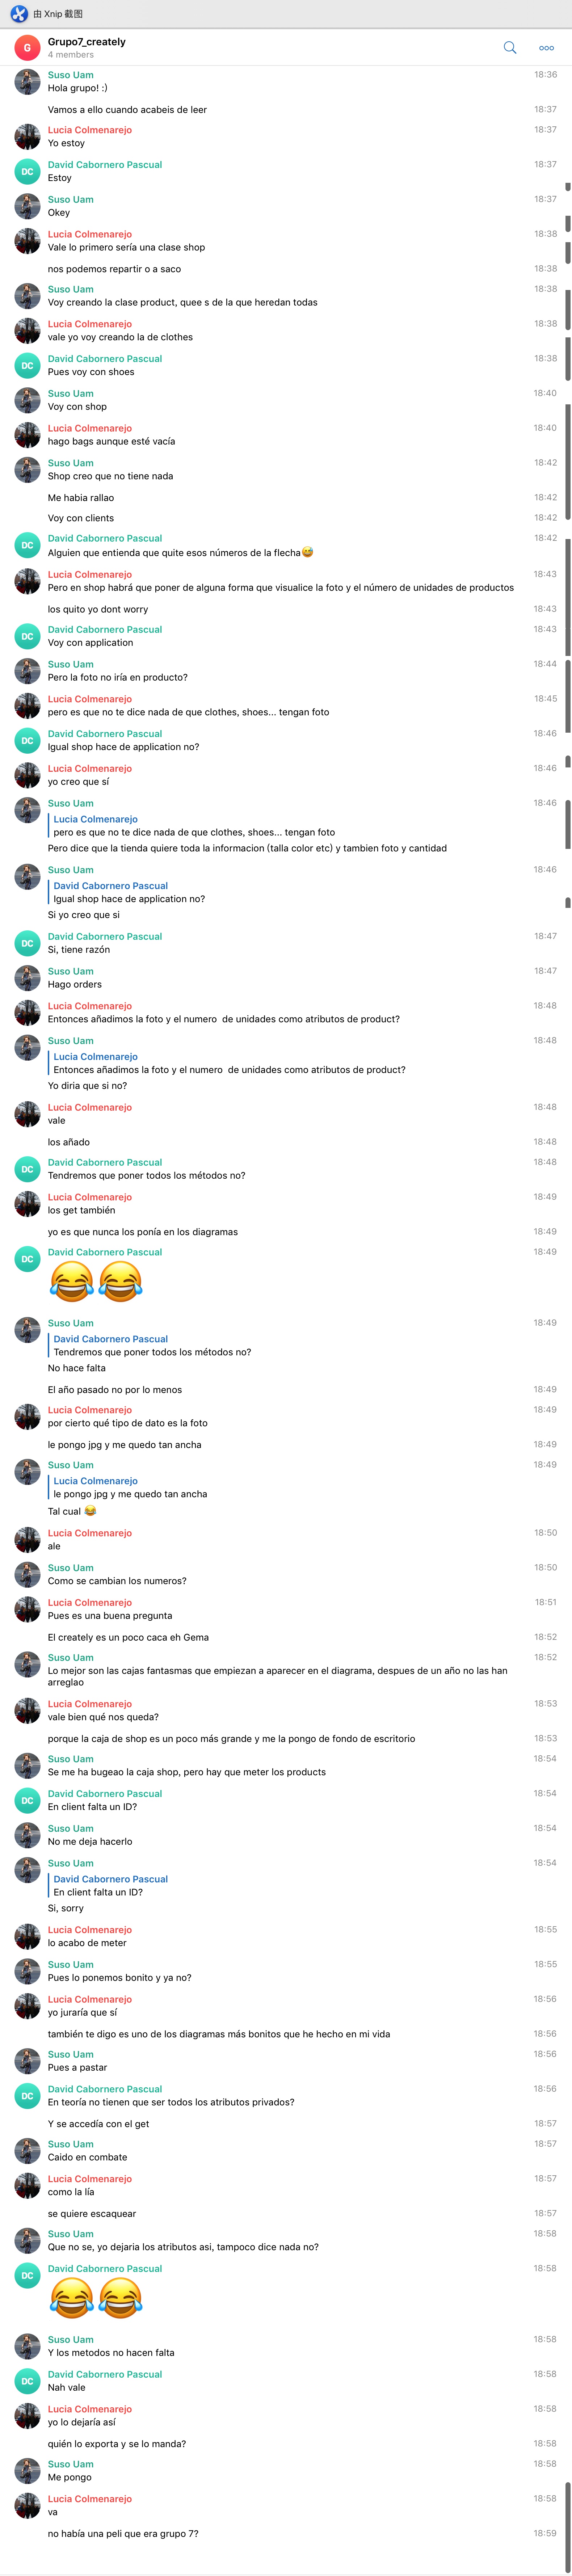 由 Xnip 截图
G
Grupo7_creately
4 members
Suso Uam 18:36
Hola grupo! :)
Vamos a ello cuando acabeis de leer 18:37
Lucia Colmenarejo 18:37
Yo estoy
DC
David Cabornero Pascual 18:37
Estoy
Suso Uam 18:37
Okey
Lucia Colmenarejo 18:38
Vale lo primero sería una clase shop
nos podemos repartir o a saco 18:38
Suso Uam 18:38
Voy creando la clase product, quee s de la que heredan todas
Lucia Colmenarejo 18:38
vale yo voy creando la de clothes
DC
David Cabornero Pascual 18:38
Pues voy con shoes
Suso Uam 18:40
Voy con shop
Lucia Colmenarejo 18:40
hago bags aunque esté vacía
Suso Uam 18:42
Shop creo que no tiene nada
Me habia rallao 18:42
Voy con clients 18:42
DC
David Cabornero Pascual 18:42
Alguien que entienda que quite esos números de la flecha😅
Lucia Colmenarejo 18:43
Pero en shop habrá que poner de alguna forma que visualice la foto y el número de unidades de productos
los quito yo dont worry 18:43
DC
David Cabornero Pascual 18:43
Voy con application
Suso Uam 18:44
Pero la foto no iría en producto?
Lucia Colmenarejo 18:45
pero es que no te dice nada de que clothes, shoes... tengan foto
DC
David Cabornero Pascual 18:46
Igual shop hace de application no?
Lucia Colmenarejo 18:46
yo creo que sí
Suso Uam 18:46
Lucia Colmenarejo
pero es que no te dice nada de que clothes, shoes... tengan foto
Pero dice que la tienda quiere toda la informacion (talla color etc) y tambien foto y cantidad
Suso Uam 18:46
David Cabornero Pascual
Igual shop hace de application no?
Si yo creo que si
DC
David Cabornero Pascual 18:47
Si, tiene razón
Suso Uam 18:47
Hago orders
Lucia Colmenarejo 18:48
Entonces añadimos la foto y el numero  de unidades como atributos de product?
Suso Uam 18:48
Lucia Colmenarejo
Entonces añadimos la foto y el numero  de unidades como atributos de product?
Yo diria que si no?
Lucia Colmenarejo 18:48
vale
los añado 18:48
DC
David Cabornero Pascual 18:48
Tendremos que poner todos los métodos no?
Lucia Colmenarejo 18:49
los get también
yo es que nunca los ponía en los diagramas 18:49
DC
David Cabornero Pascual 18:49
😂😂
Suso Uam 18:49
David Cabornero Pascual
Tendremos que poner todos los métodos no?
No hace falta
El año pasado no por lo menos 18:49
Lucia Colmenarejo 18:49
por cierto qué tipo de dato es la foto
le pongo jpg y me quedo tan ancha 18:49
Suso Uam 18:49
Lucia Colmenarejo
le pongo jpg y me quedo tan ancha
Tal cual 😂
Lucia Colmenarejo 18:50
ale
Suso Uam 18:50
Como se cambian los numeros?
Lucia Colmenarejo 18:51
Pues es una buena pregunta
El creately es un poco caca eh Gema 18:52
Suso Uam 18:52
Lo mejor son las cajas fantasmas que empiezan a aparecer en el diagrama, despues de un año no las han
arreglao
Lucia Colmenarejo 18:53
vale bien qué nos queda?
porque la caja de shop es un poco más grande y me la pongo de fondo de escritorio 18:53
Suso Uam 18:54
Se me ha bugeao la caja shop, pero hay que meter los products
DC
David Cabornero Pascual 18:54
En client falta un ID?
Suso Uam 18:54
No me deja hacerlo
Suso Uam 18:54
David Cabornero Pascual
En client falta un ID?
Si, sorry
Lucia Colmenarejo 18:55
lo acabo de meter
Suso Uam 18:55
Pues lo ponemos bonito y ya no?
Lucia Colmenarejo 18:56
yo juraría que sí
también te digo es uno de los diagramas más bonitos que he hecho en mi vida 18:56
Suso Uam 18:56
Pues a pastar
DC
David Cabornero Pascual 18:56
En teoría no tienen que ser todos los atributos privados?
Y se accedía con el get 18:57
Suso Uam 18:57
Caido en combate
Lucia Colmenarejo 18:57
como la lía
se quiere escaquear 18:57
Suso Uam 18:58
Que no se, yo dejaria los atributos asi, tampoco dice nada no?
DC
David Cabornero Pascual 18:58
😂😂
Suso Uam 18:58
Y los metodos no hacen falta
DC
David Cabornero Pascual 18:58
Nah vale
Lucia Colmenarejo 18:58
yo lo dejaría así
quién lo exporta y se lo manda? 18:58
Suso Uam 18:58
Me pongo
Lucia Colmenarejo 18:58
va
no había una peli que era grupo 7? 18:59